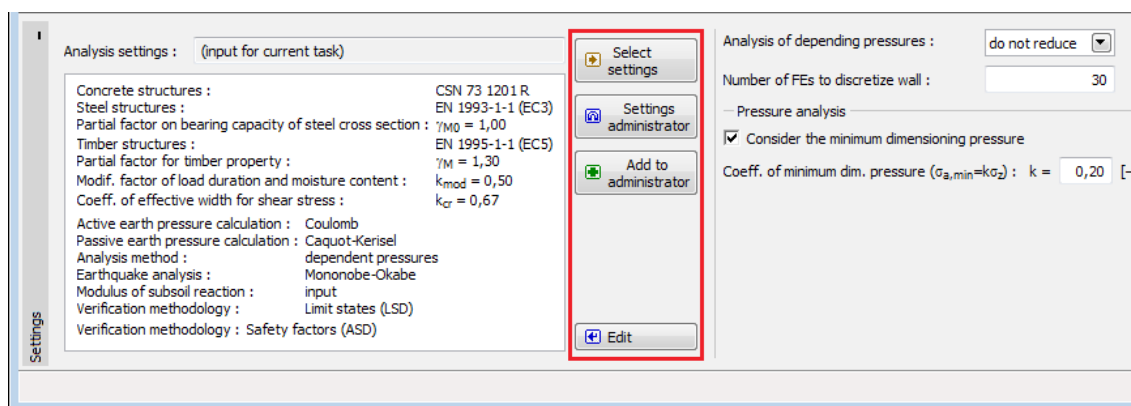 Analysis settings : (input for current task)
Concrete structures : CSN 73 1201 R
Steel structures : EN 1993-1-1 (EC3)
Partial factor on bearing capacity of steel cross section : γM0 = 1,00
Timber structures : EN 1995-1-1 (EC5)
Partial factor for timber property : γM = 1,30
Modif. factor of load duration and moisture content : kmod = 0,50
Coeff. of effective width for shear stress : kcr = 0,67
Active earth pressure calculation : Coulomb
Passive earth pressure calculation : Caquot-Kerisel
Analysis method : dependent pressures
Earthquake analysis : Mononobe-Okabe
Modulus of subsoil reaction : input
Verification methodology : Limit states (LSD)
Verification methodology : Safety factors (ASD)
Select
settings
Settings
administrator
Add to
administrator
Edit
Analysis of depending pressures : do not reduce
Number of FEs to discretize wall : 30
Pressure analysis
Consider the minimum dimensioning pressure
Coeff. of minimum dim. pressure (σa,min=kσz) : k = 0,20 [–
Settings